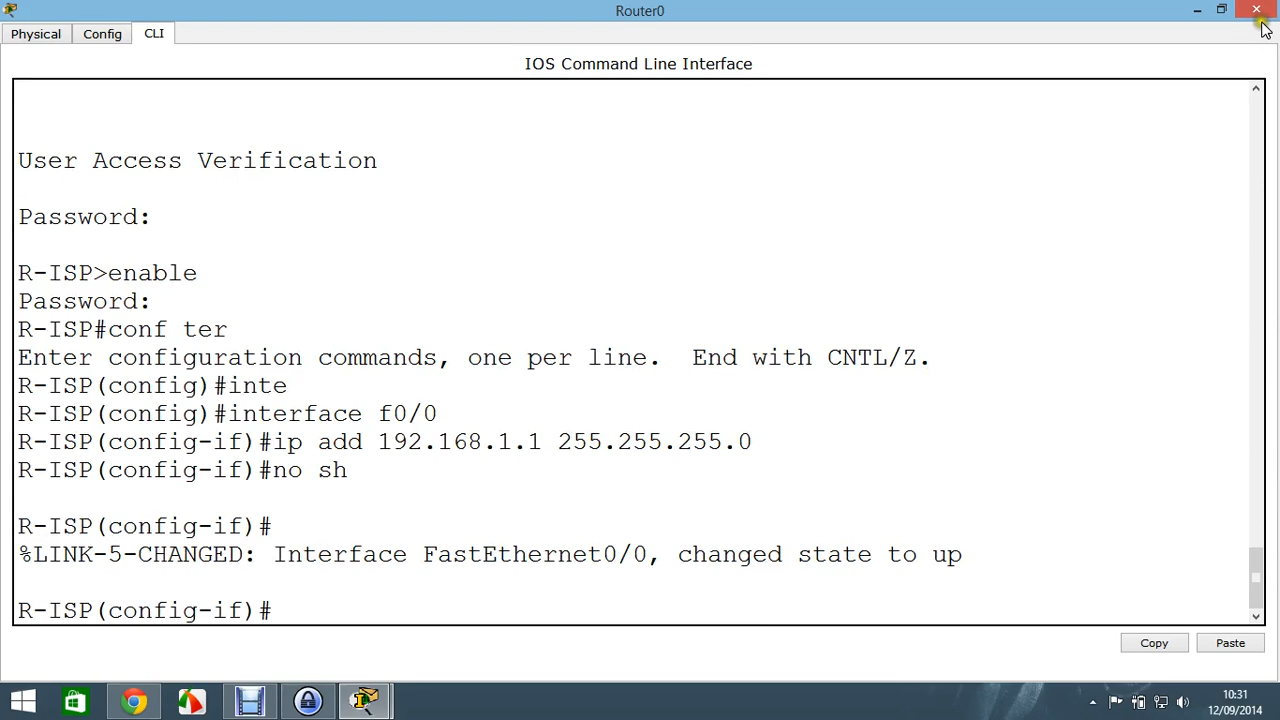 Router0
Physical Config CLI
IOS Command Line Interface
User Access Verification
Password:
R-ISP>enable
Password:
R-ISP#conf ter
Enter configuration commands, one per line.  End with CNTL/Z.
R-ISP(config)#inte
R-ISP(config)#interface f0/0
R-ISP(config-if)#ip add 192.168.1.1 255.255.255.0
R-ISP(config-if)#no sh
R-ISP(config-if)#
%LINK-5-CHANGED: Interface FastEthernet0/0, changed state to up
R-ISP(config-if)#
Copy Paste
10:31
12/09/2014